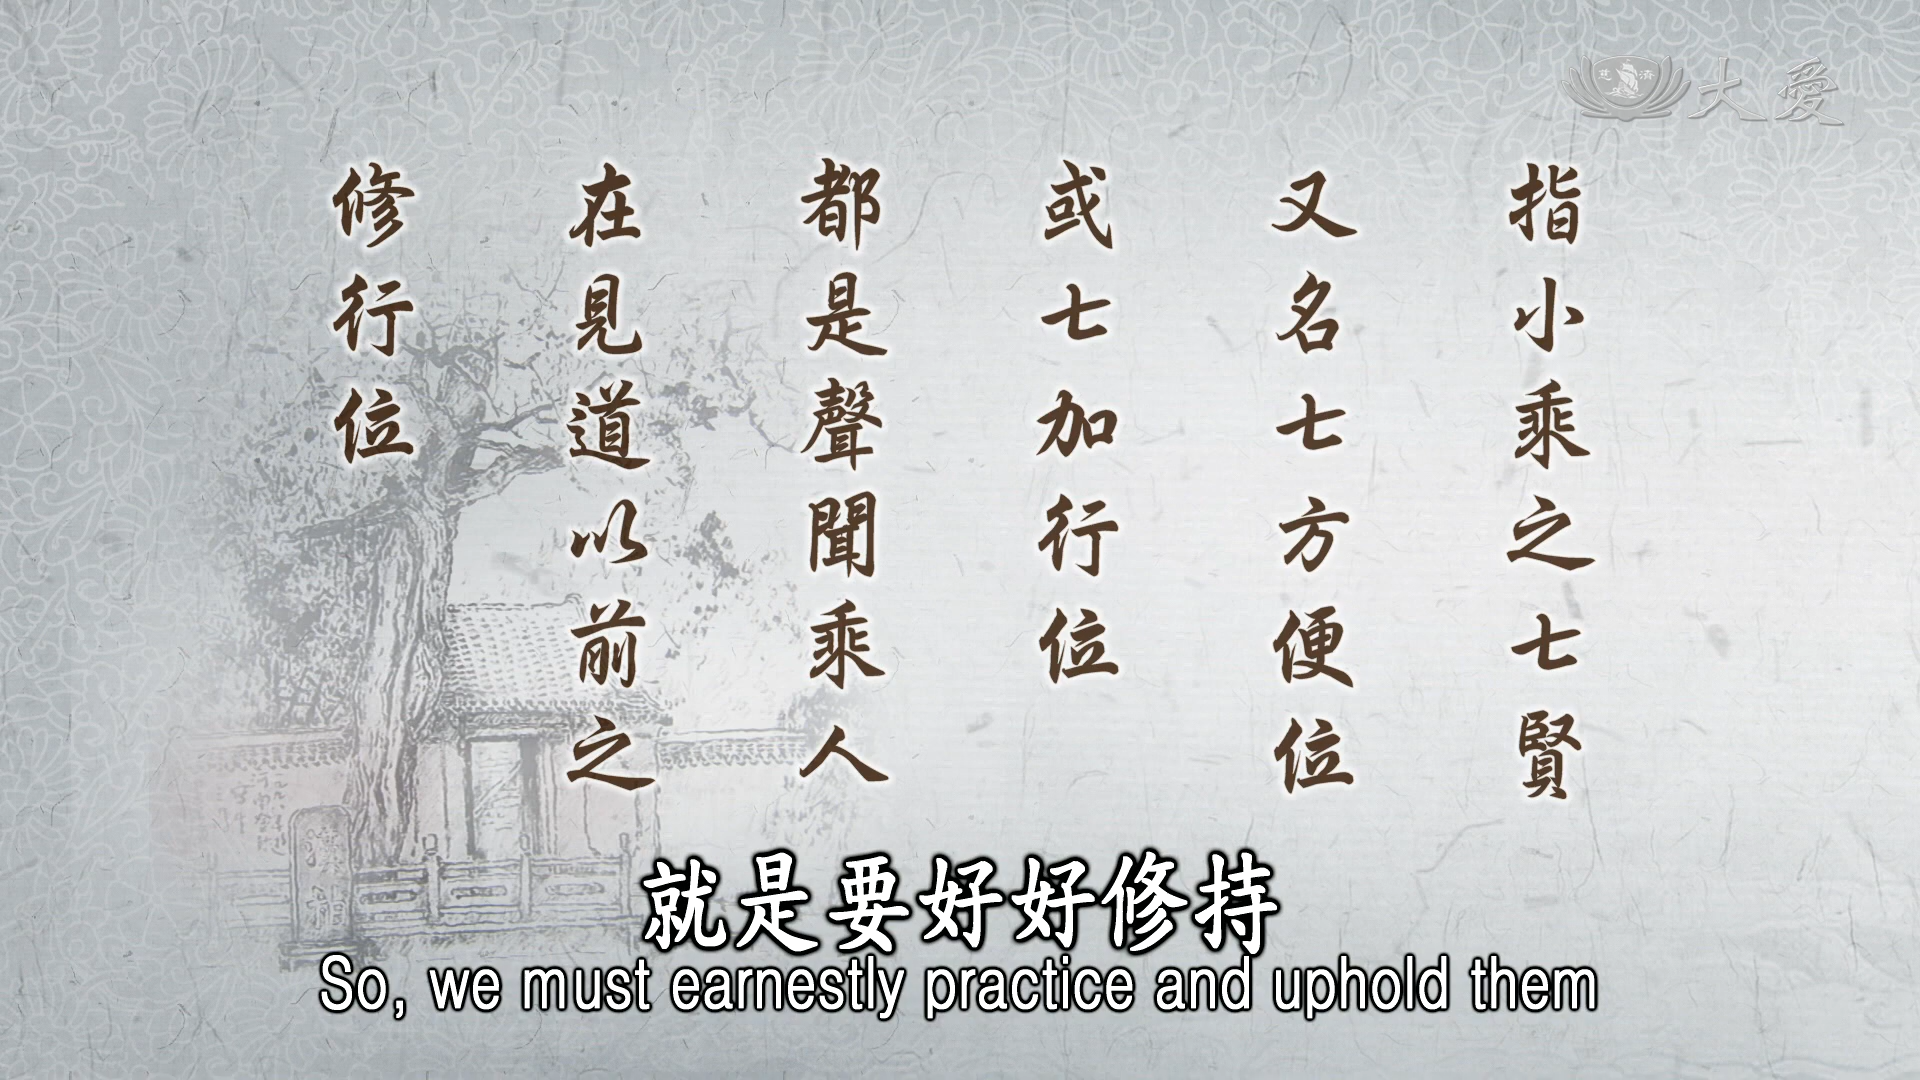 大愛
慈濟
指小乘之七賢
又名七方便位
或七加行位
都是聲聞乘人
在見道以前之
修行位
就是要好好修持
So, we must earnestly practice and uphold them